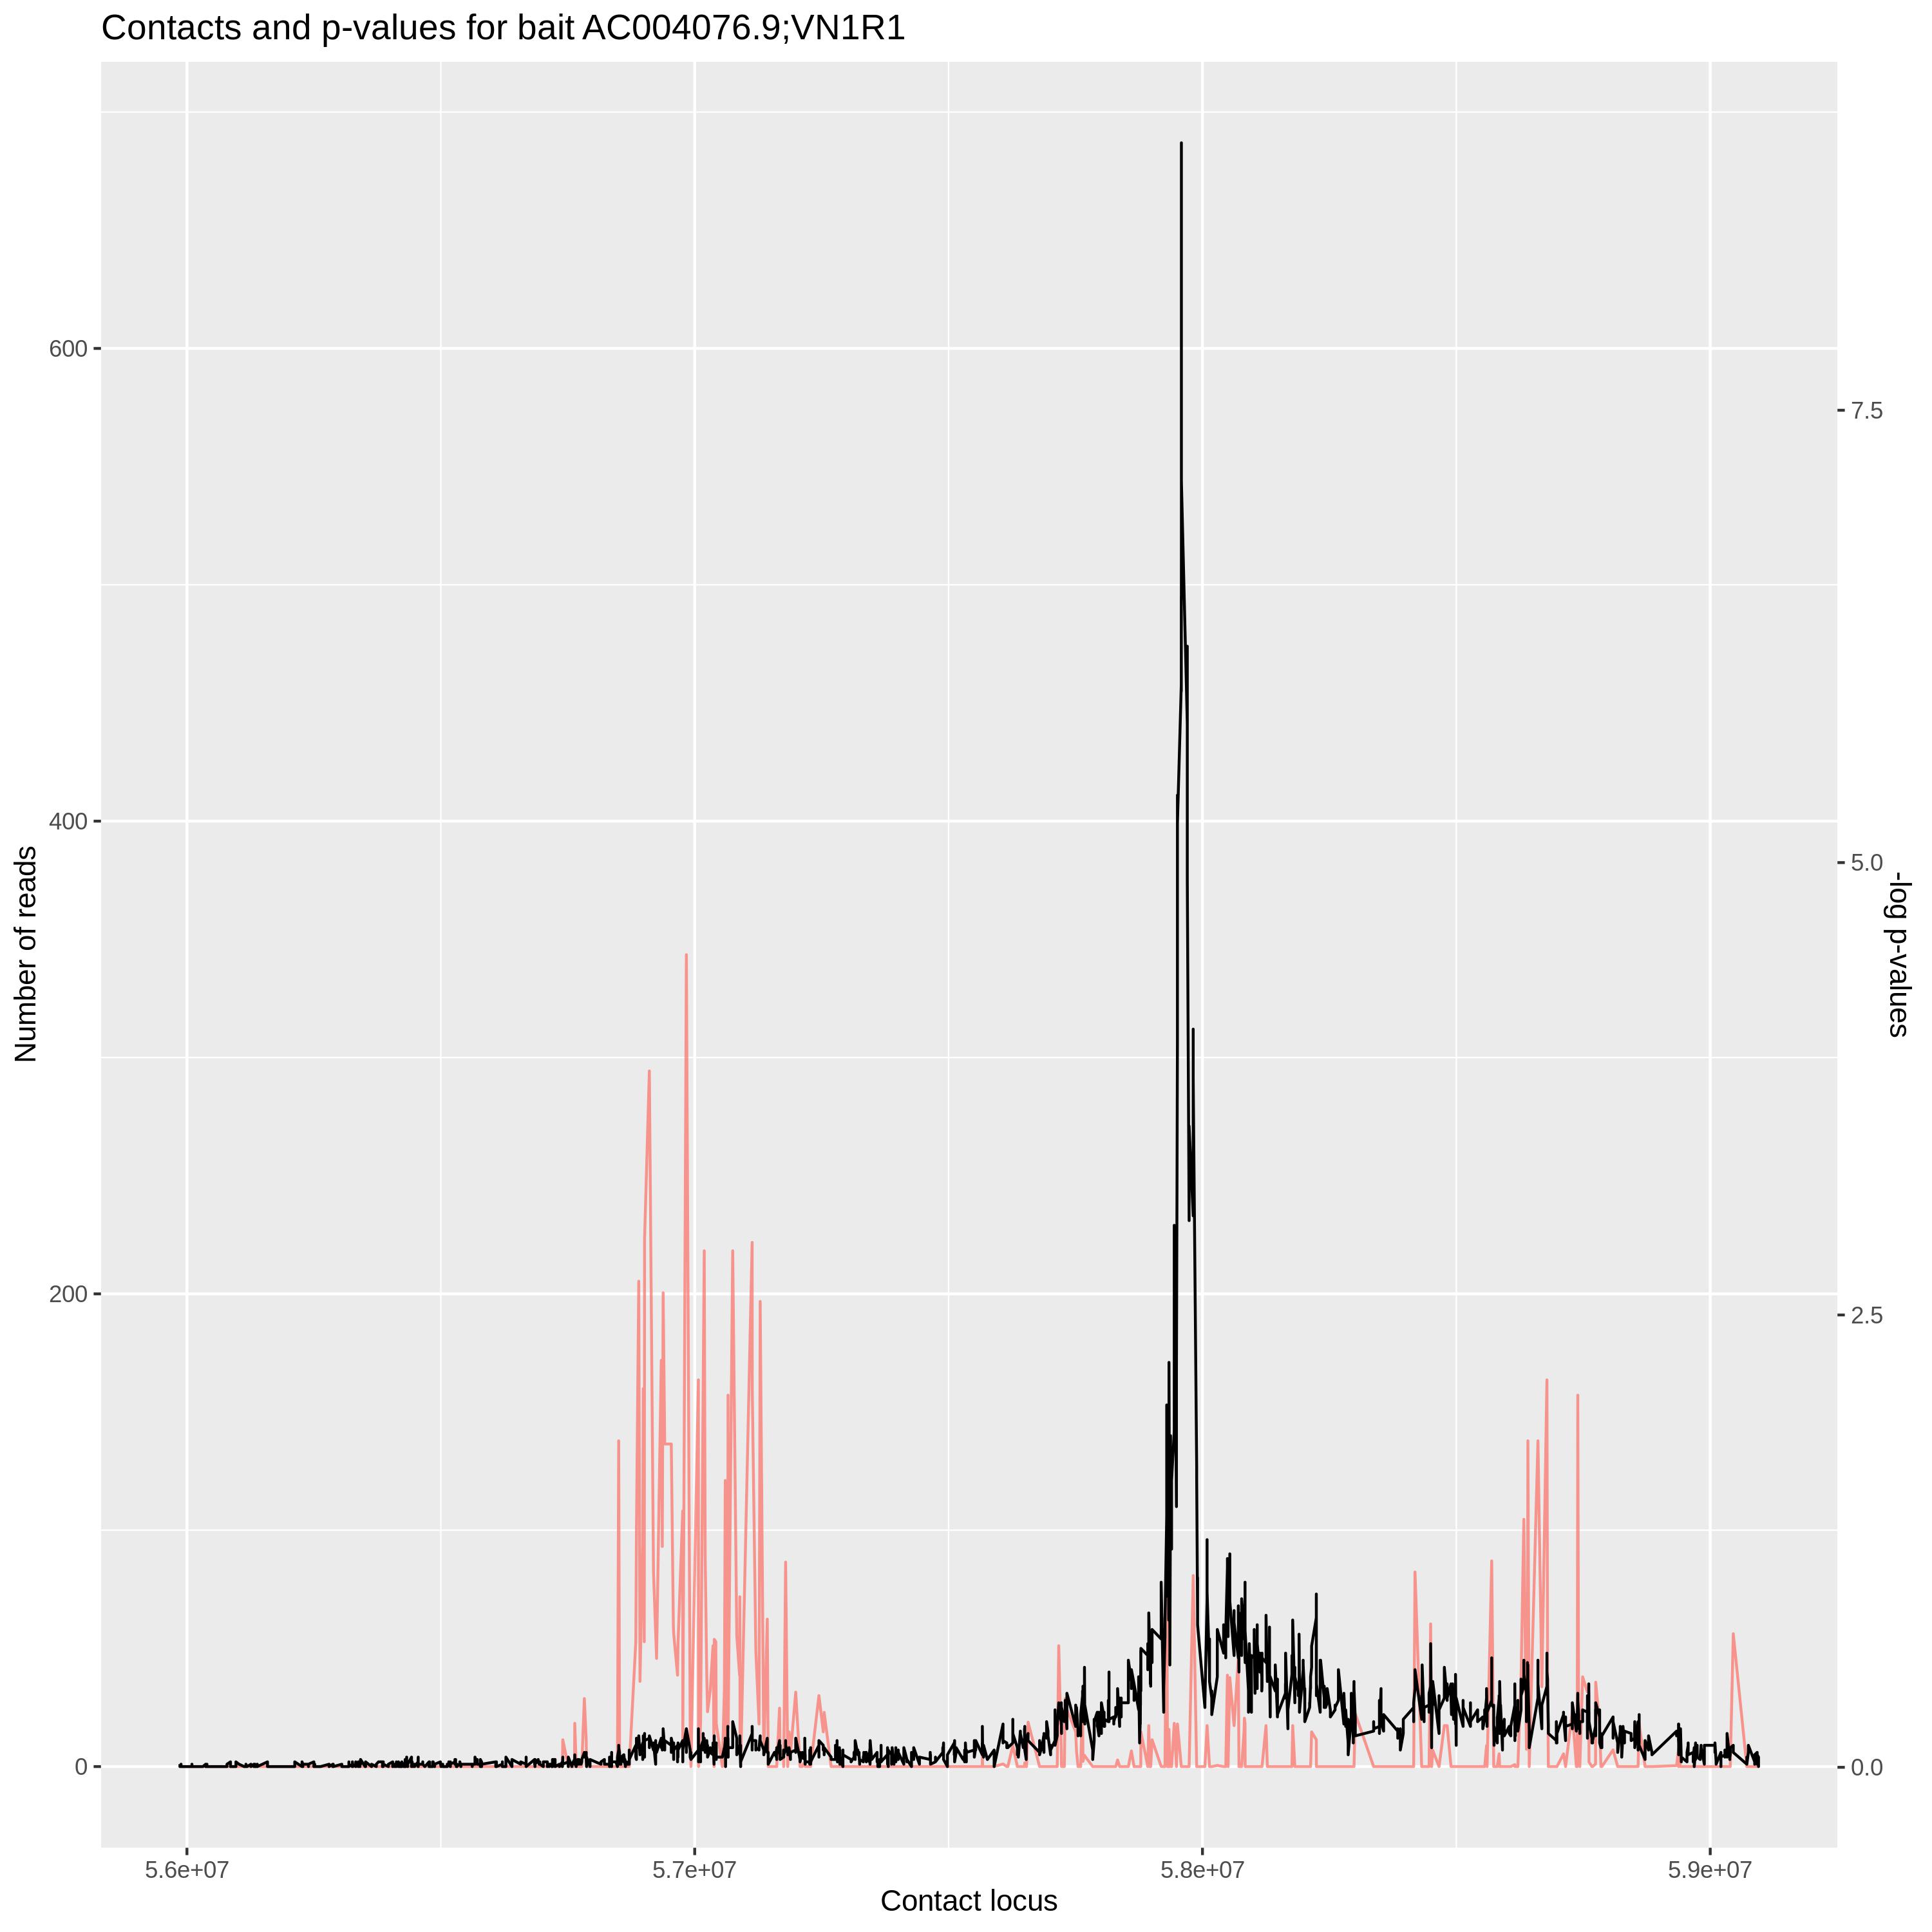 Contacts and p-values for bait AC004076.9;VN1R1
600
400
200
0
Number of reads
7.5
5.0
2.5
0.0
-log p-values
5.6e+07
5.7e+07
5.8e+07
5.9e+07
Contact locus